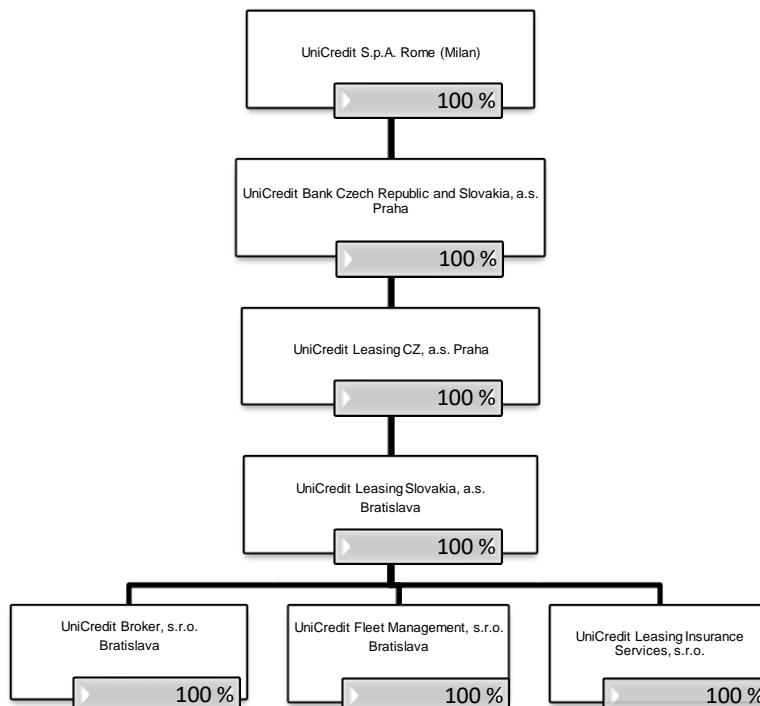 UniCredit S.p.A. Rome (Milan)
100 %
UniCredit Bank Czech Republic and Slovakia, a.s.
Praha
100 %
UniCredit Leasing CZ, a.s. Praha
100 %
UniCredit Leasing Slovakia, a.s.
Bratislava
100 %
UniCredit Broker, s.r.o.
Bratislava
100 %
UniCredit Fleet Management, s.r.o.
Bratislava
100 %
UniCredit Leasing Insurance
Services, s.r.o.
100 %